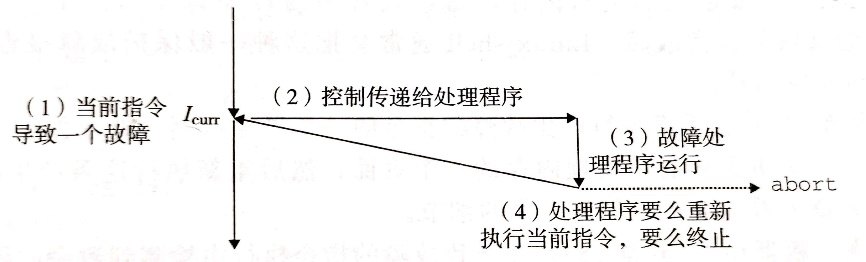 （1）当前指令
导致一个故障
Icurr
（2）控制传递给处理程序
（3）故障处
理程序运行
abort
（4）处理程序要么重新
执行当前指令，要么终止